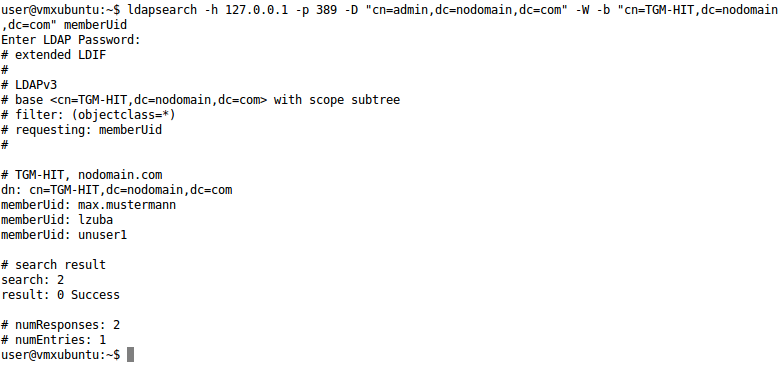 user@vmxubuntu:~$ ldapsearch -h 127.0.0.1 -p 389 -D "cn=admin,dc=nodomain,dc=com" -W -b "cn=TGM-HIT,dc=nodomain
,dc=com" memberUid
Enter LDAP Password:
# extended LDIF
#
# LDAPv3
# base <cn=TGM-HIT,dc=nodomain,dc=com> with scope subtree
# filter: (objectclass=*)
# requesting: memberUid
#

# TGM-HIT, nodomain.com
dn: cn=TGM-HIT,dc=nodomain,dc=com
memberUid: max.mustermann
memberUid: lzuba
memberUid: unuser1

# search result
search: 2
result: 0 Success

# numResponses: 2
# numEntries: 1
user@vmxubuntu:~$